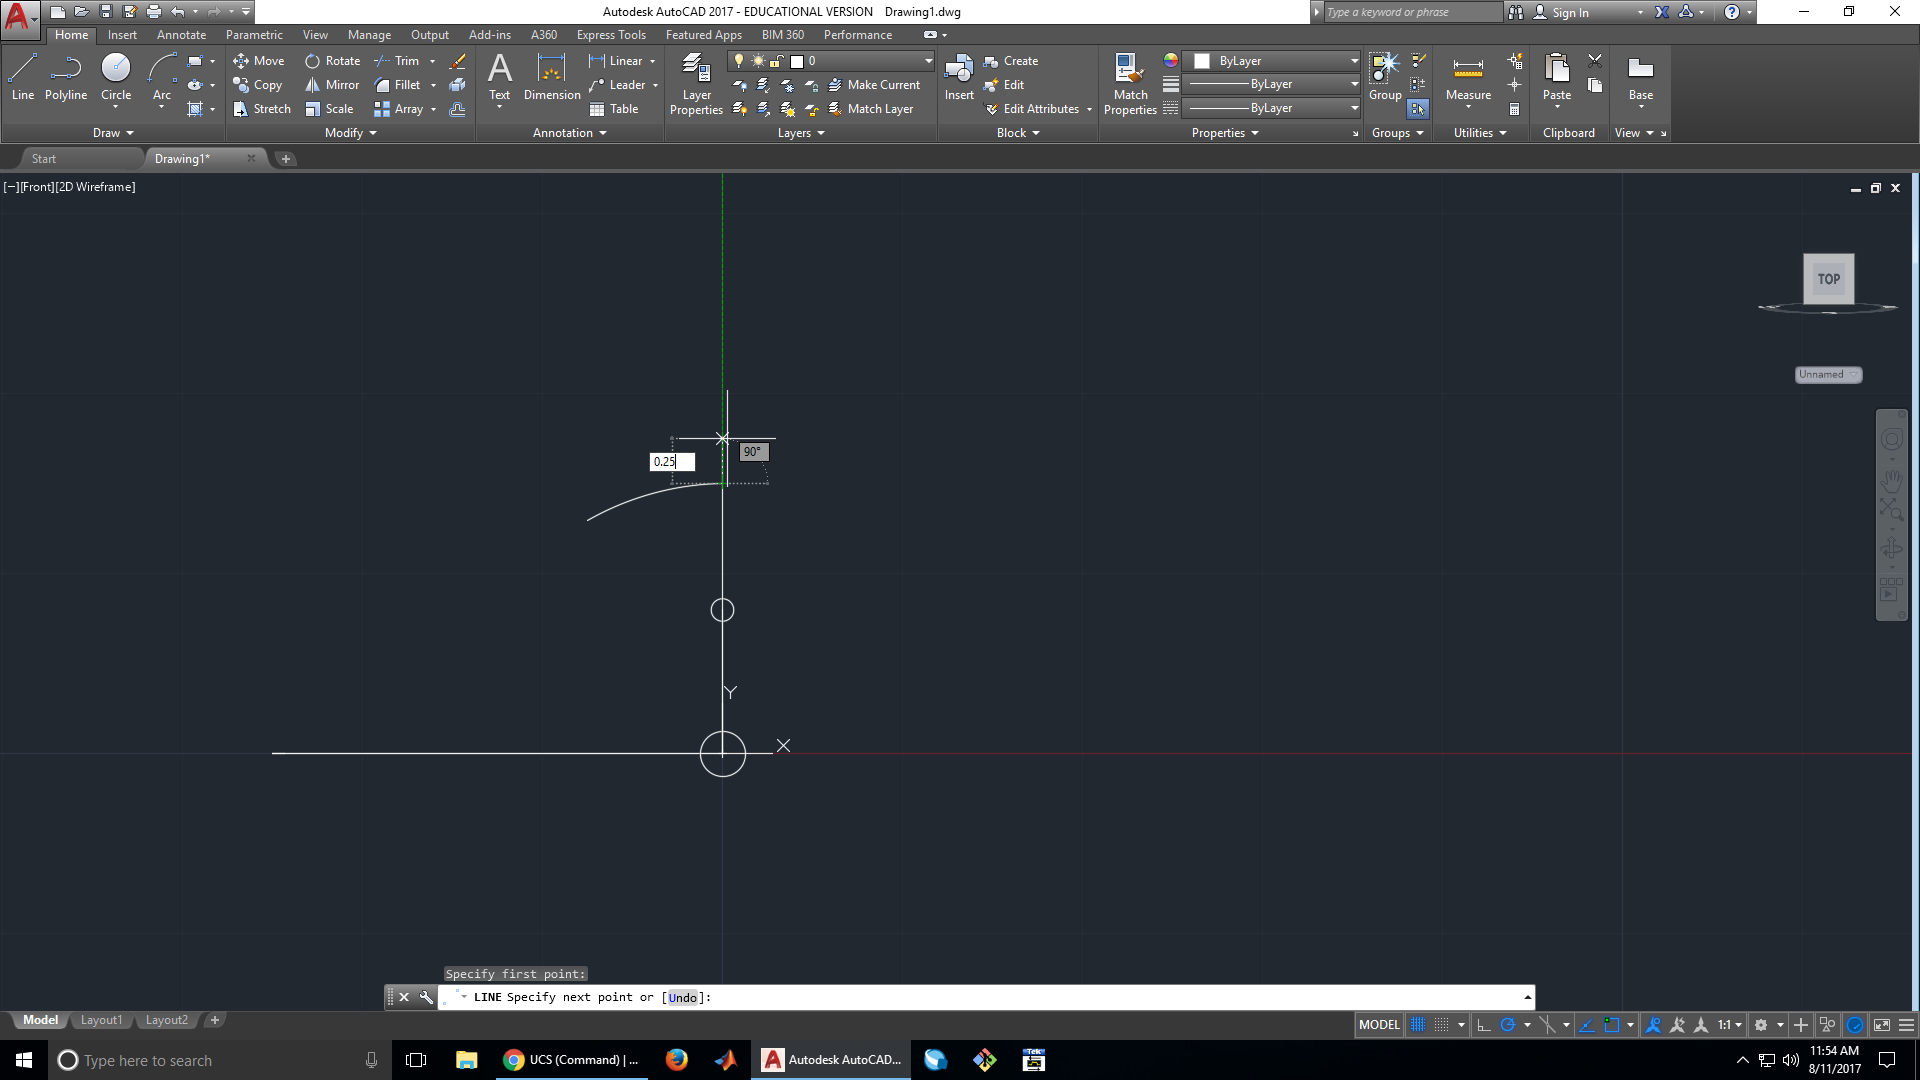 Autodesk AutoCAD 2017 - EDUCATIONAL VERSION Drawing1.dwg
Type a keyword or phrase
Sign In
Home Insert Annotate Parametric View Manage Output Add-ins A360 Express Tools Featured Apps BIM 360 Performance
Line Polyline Circle Arc
Draw
Move Rotate Trim
Copy Mirror Fillet
Stretch Scale Array
Modify
Text Dimension
Linear
Leader
Table
Annotation
Layer Properties
0
Make Current
Match Layer
Layers
Insert
Create
Edit
Edit Attributes
Block
Match Properties
ByLayer
ByLayer
ByLayer
Properties
Group
Groups
Measure
Utilities
Paste
Clipboard
Base
View
Start Drawing1*
[−][Front][2D Wireframe]
TOP
Unnamed
90°
0.25
Y
X
Specify first point:
LINE Specify next point or [Undo]:
Model Layout1 Layout2
MODEL
1:1
Type here to search
UCS (Command) | ...
Autodesk AutoCAD...
Tek
11:54 AM
8/11/2017